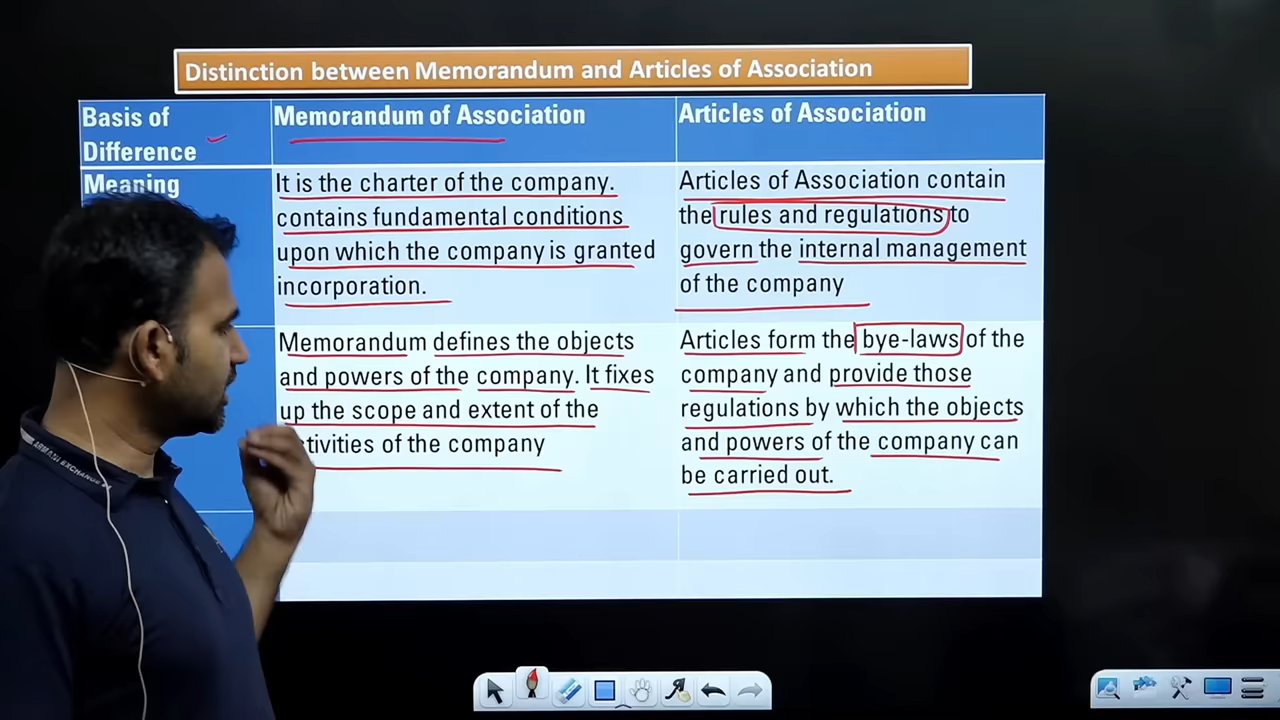 Distinction between Memorandum and Articles of Association
Basis of
Difference
Memorandum of Association
Articles of Association
Meaning
It is the charter of the company.
contains fundamental conditions
upon which the company is granted
incorporation.
Articles of Association contain
the rules and regulations to
govern the internal management
of the company
Memorandum defines the objects
and powers of the company. It fixes
up the scope and extent of the
tivities of the company
Articles form the bye-laws of the
company and provide those
regulations by which the objects
and powers of the company can
be carried out.
ARMANI EXCHANGE